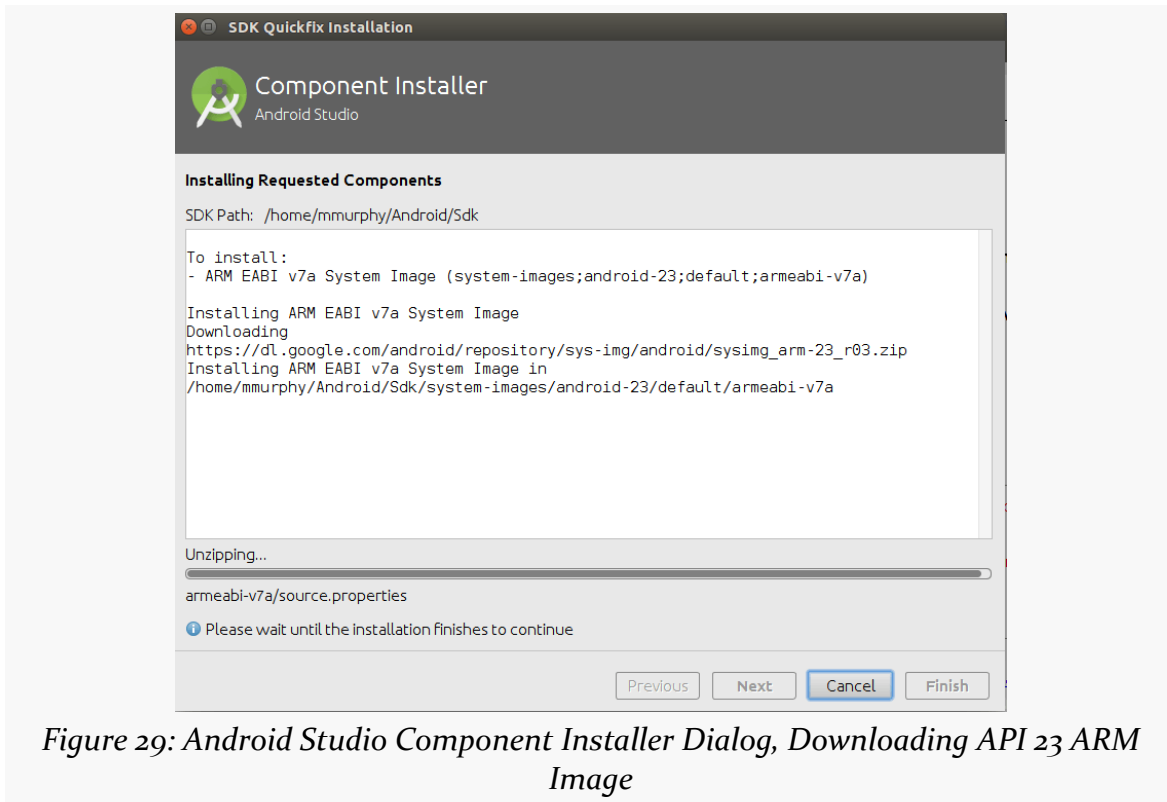 SDK Quickfix Installation
Component Installer
Android Studio
Installing Requested Components
SDK Path: /home/mmurphy/Android/Sdk
To install:
- ARM EABI v7a System Image (system-images;android-23;default;armeabi-v7a)
Installing ARM EABI v7a System Image
Downloading
https://dl.google.com/android/repository/sys-img/android/sysimg_arm-23_r03.zip
Installing ARM EABI v7a System Image in
/home/mmurphy/Android/Sdk/system-images/android-23/default/armeabi-v7a
Unzipping...
armeabi-v7a/source.properties
Please wait until the installation finishes to continue
Previous Next Cancel Finish
Figure 29: Android Studio Component Installer Dialog, Downloading API 23 ARM
Image